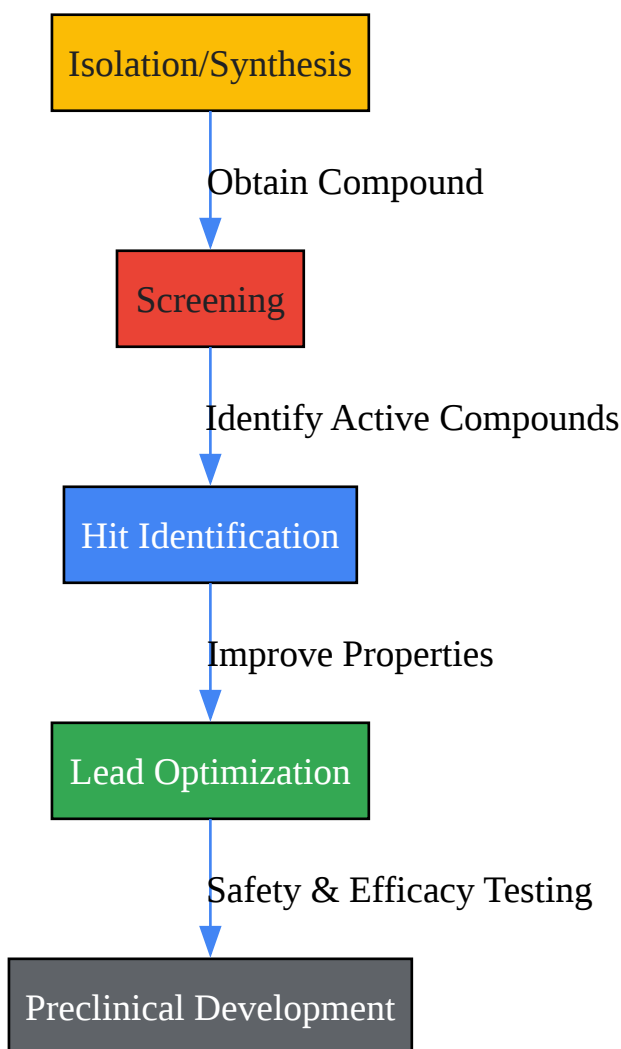 Isolation/Synthesis
Obtain Compound
Screening
Identify Active Compounds
Hit Identification
Improve Properties
Lead Optimization
Safety & Efficacy Testing
Preclinical Development